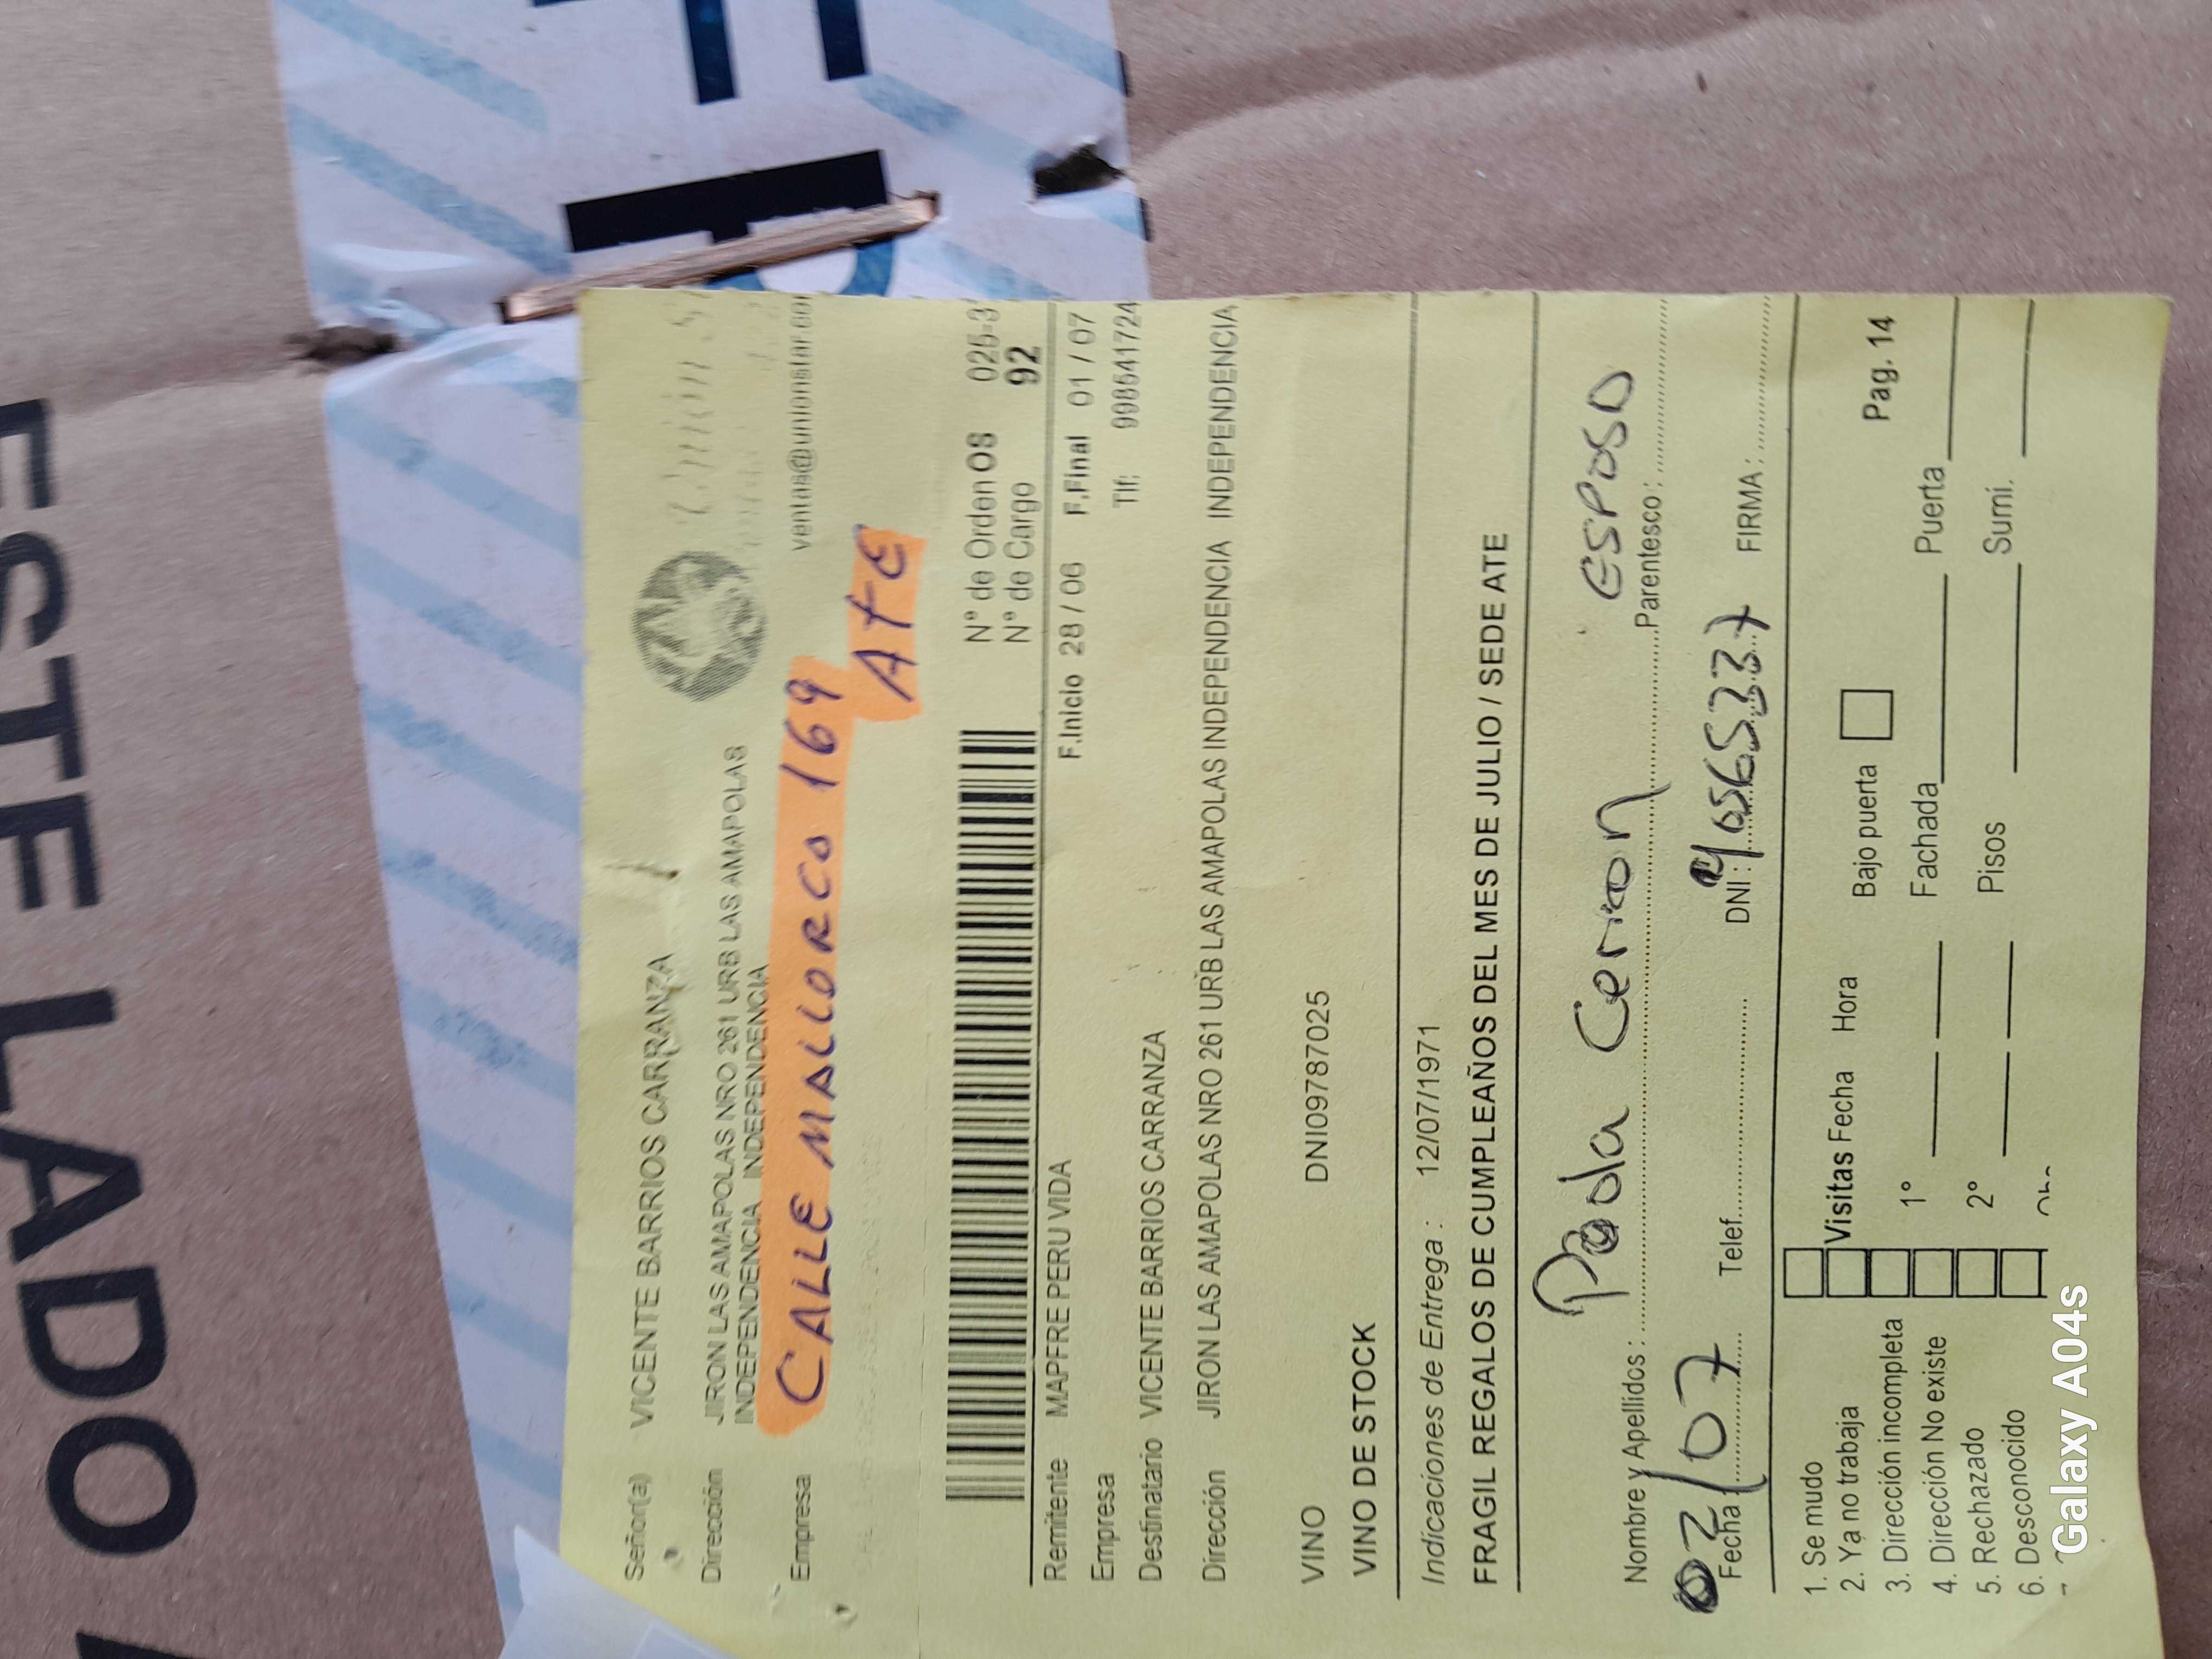 ESTE LADO A
Señor(a) VICENTE BARRIOS CARRANZA
Unión S
Dirección JIRON LAS AMAPOLAS NRO 261 URB LAS AMAPOLAS
INDEPENDENCIA INDEPENDENCIA
ventas@unionstar.com
Empresa
CALLE MALLORCA 169
ATE
N° de Orden OS 025-3
N° de Cargo 92
Remitente MAPFRE PERU VIDA F.Inicio 28 / 06 F.Final 01 / 07
Empresa Tlf: 998541724
Destinatario VICENTE BARRIOS CARRANZA
Dirección JIRON LAS AMAPOLAS NRO 261 URB LAS AMAPOLAS INDEPENDENCIA INDEPENDENCIA
VINO DNI09787025
VINO DE STOCK
Indicaciones de Entrega : 12/07/1971
FRAGIL REGALOS DE CUMPLEAÑOS DEL MES DE JULIO / SEDE ATE
Nombre y Apellidos : Paola Cerron Parentesco : ESPOSO
Fecha 02/07 Telef. DNI : FIRMA :
1. Se mudo
2. Ya no trabaja Visitas Fecha Hora Bajo puerta Pag. 14
3. Dirección incompleta 1° Fachada Puerta
4. Dirección No existe
5. Rechazado 2° Pisos Sumi.
6. Desconocido
Galaxy A04s